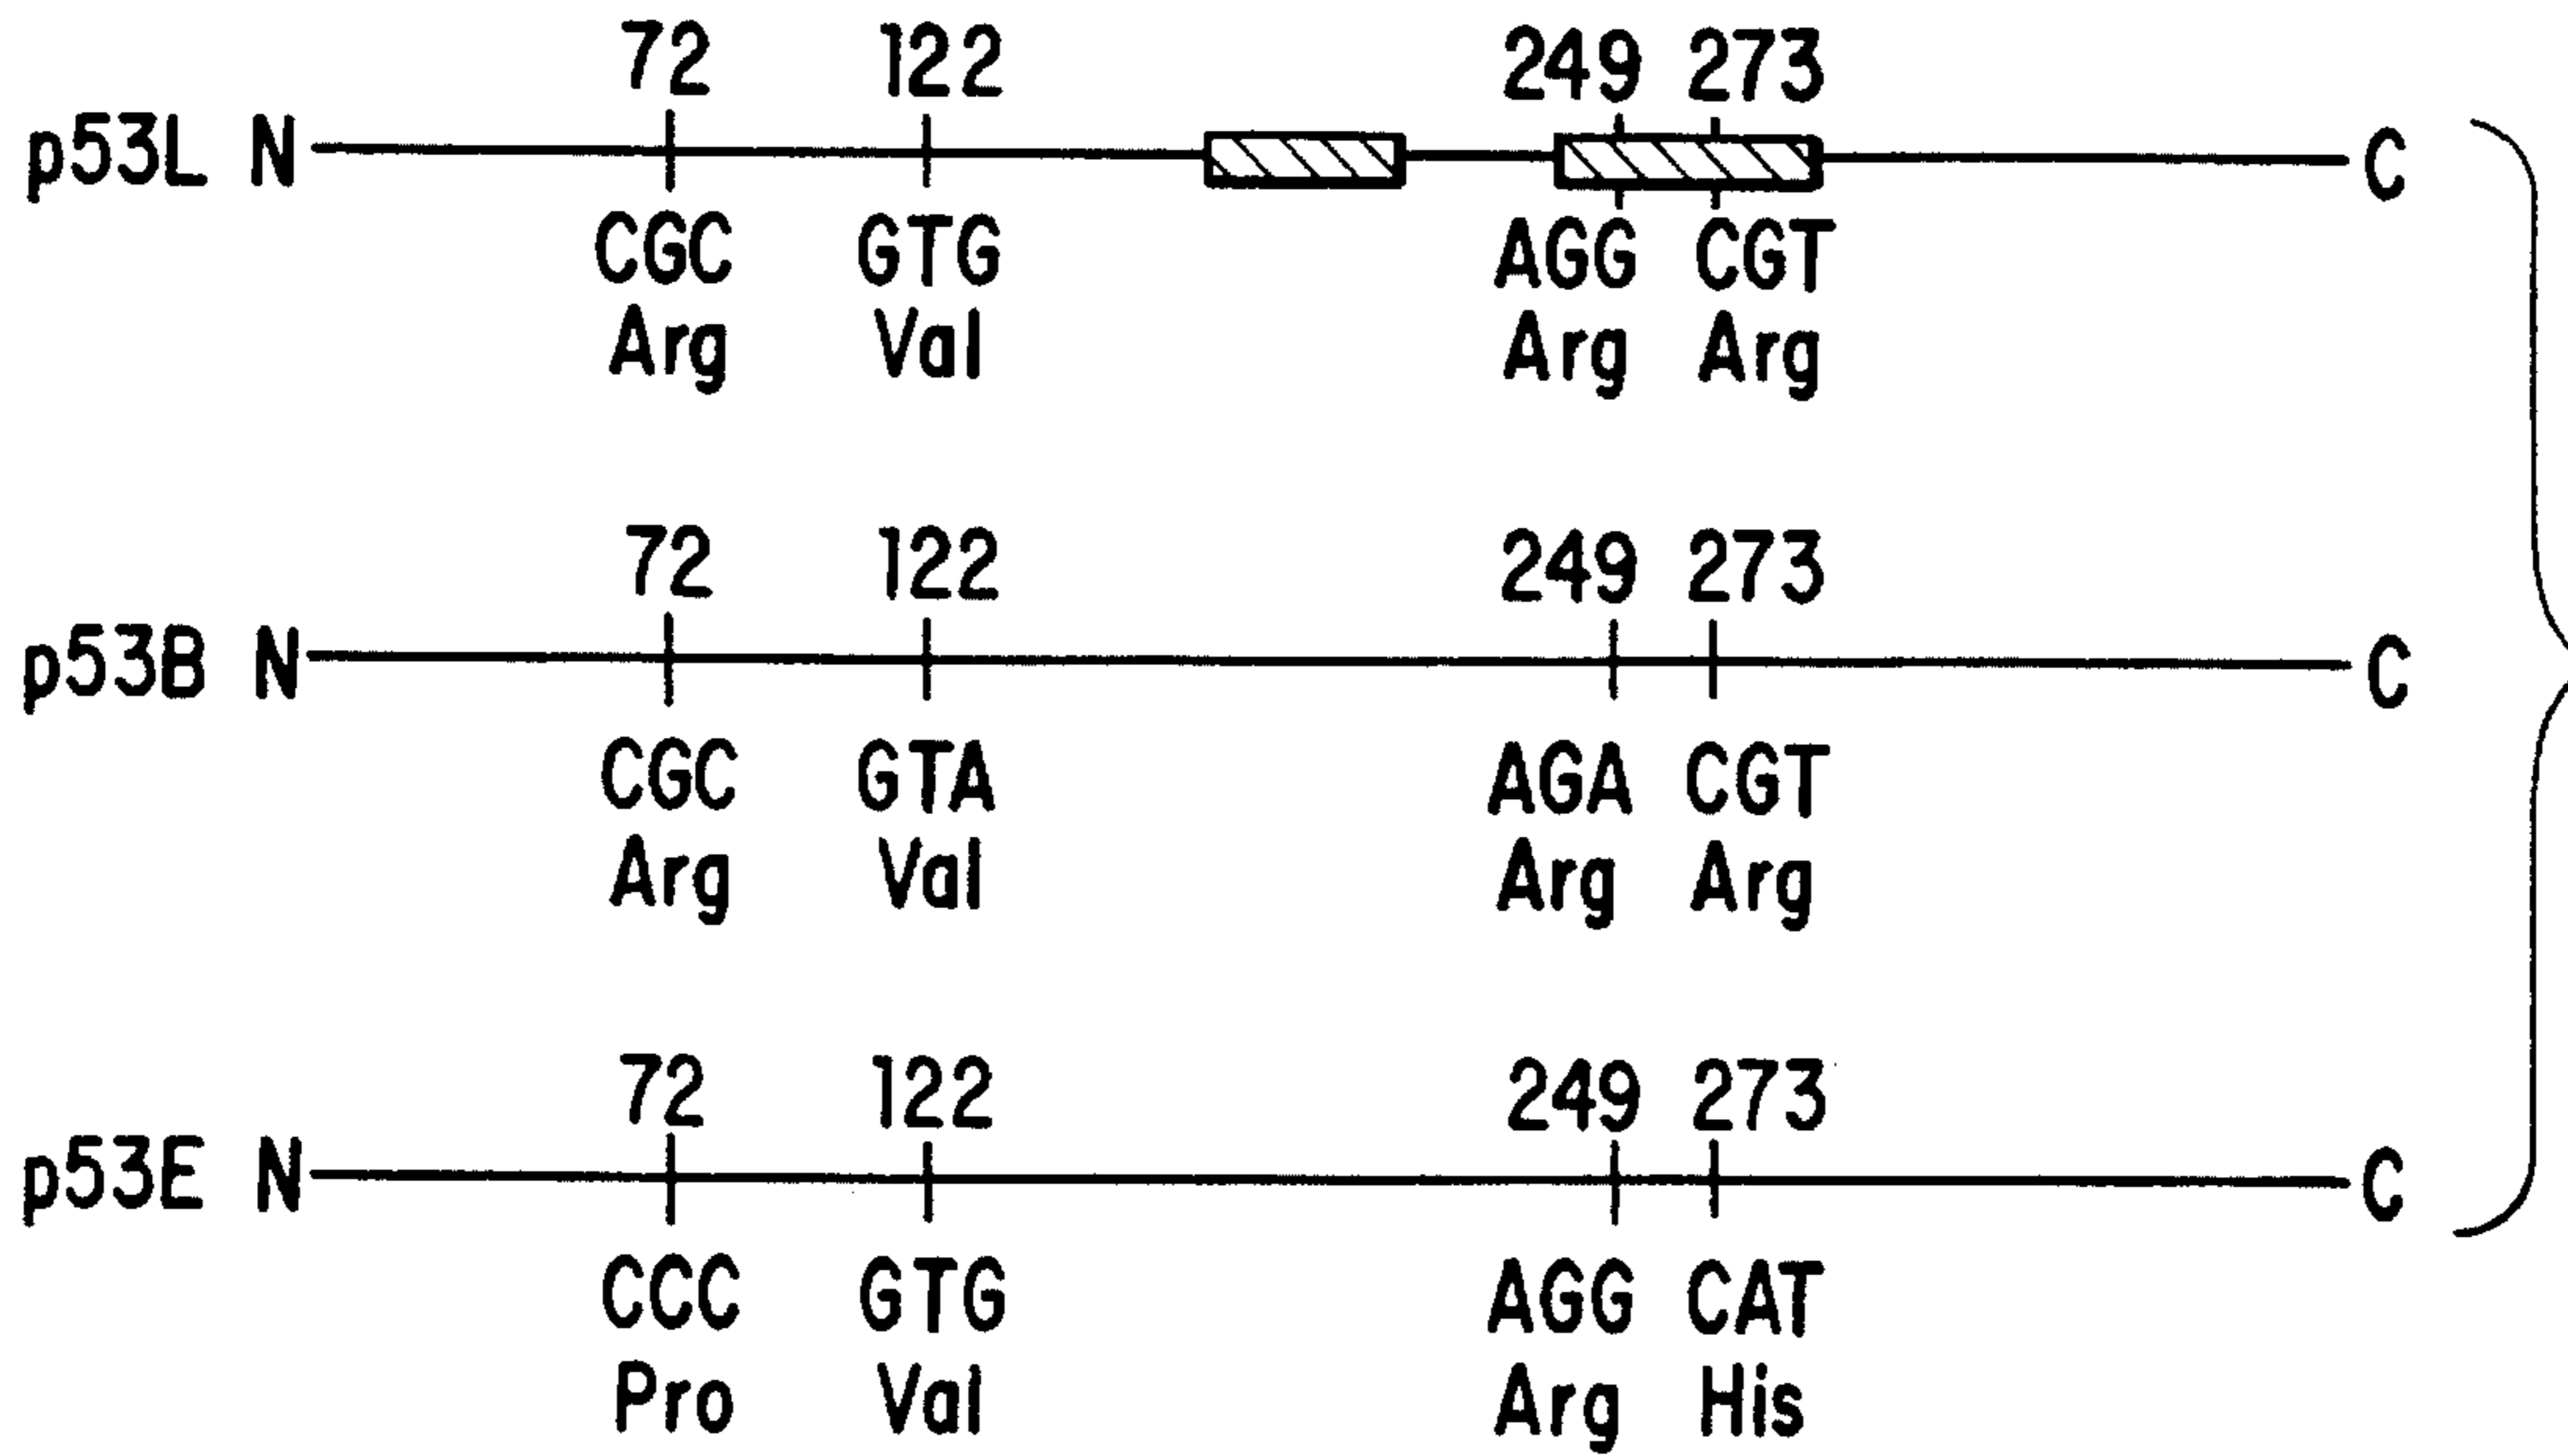 72 122 249 273
p53L N C
CGC GTG AGG CGT
Arg Val Arg Arg
72 122 249 273
p53B N C
CGC GTA AGA CGT
Arg Val Arg Arg
72 122 249 273
p53E N C
CCC GTG AGG CAT
Pro Val Arg His